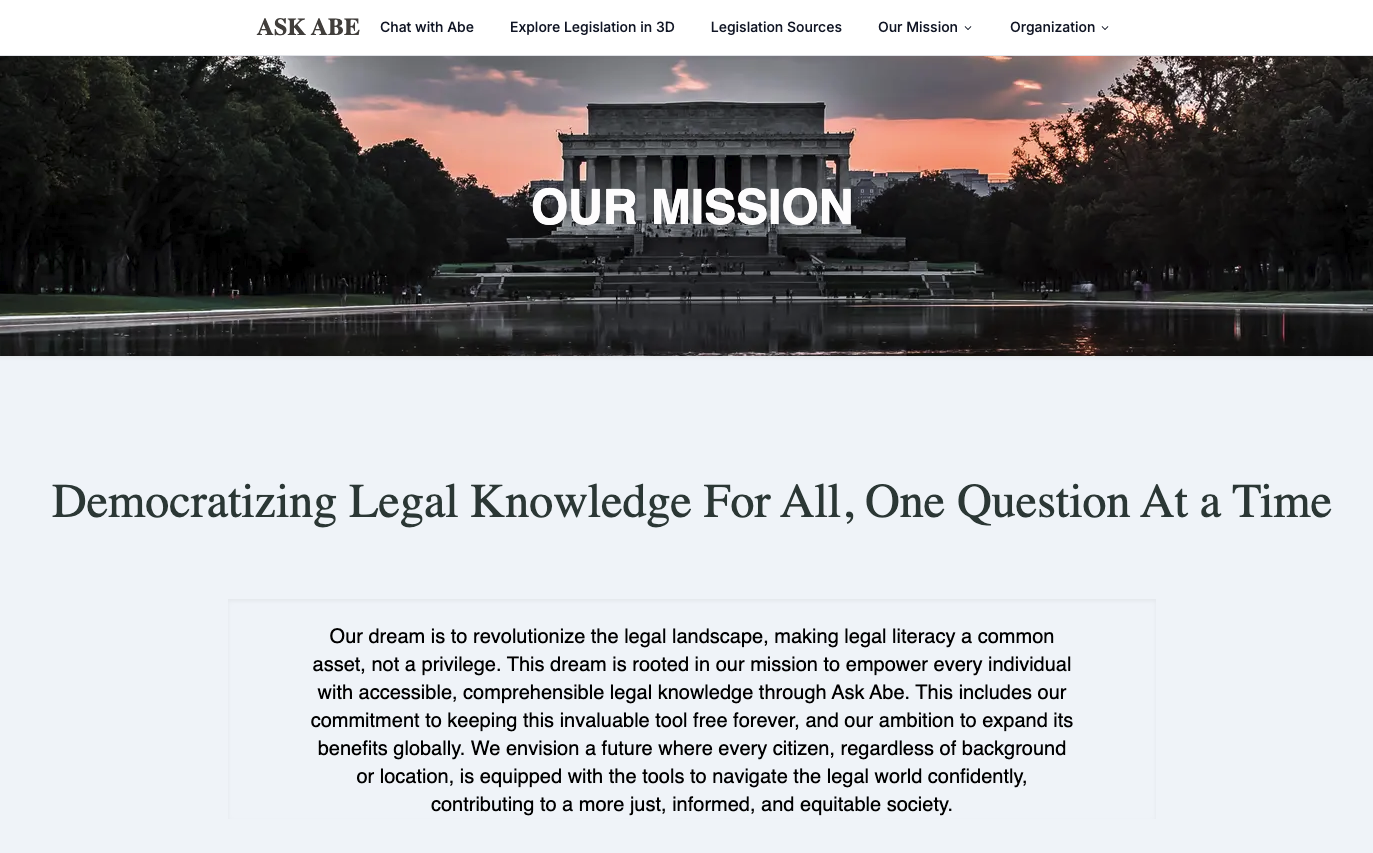 ASK ABE Chat with Abe Explore Legislation in 3D Legislation Sources Our Mission Organization
OUR MISSION
Democratizing Legal Knowledge For All, One Question At a Time
Our dream is to revolutionize the legal landscape, making legal literacy a common
asset, not a privilege. This dream is rooted in our mission to empower every individual
with accessible, comprehensible legal knowledge through Ask Abe. This includes our
commitment to keeping this invaluable tool free forever, and our ambition to expand its
benefits globally. We envision a future where every citizen, regardless of background
or location, is equipped with the tools to navigate the legal world confidently,
contributing to a more just, informed, and equitable society.